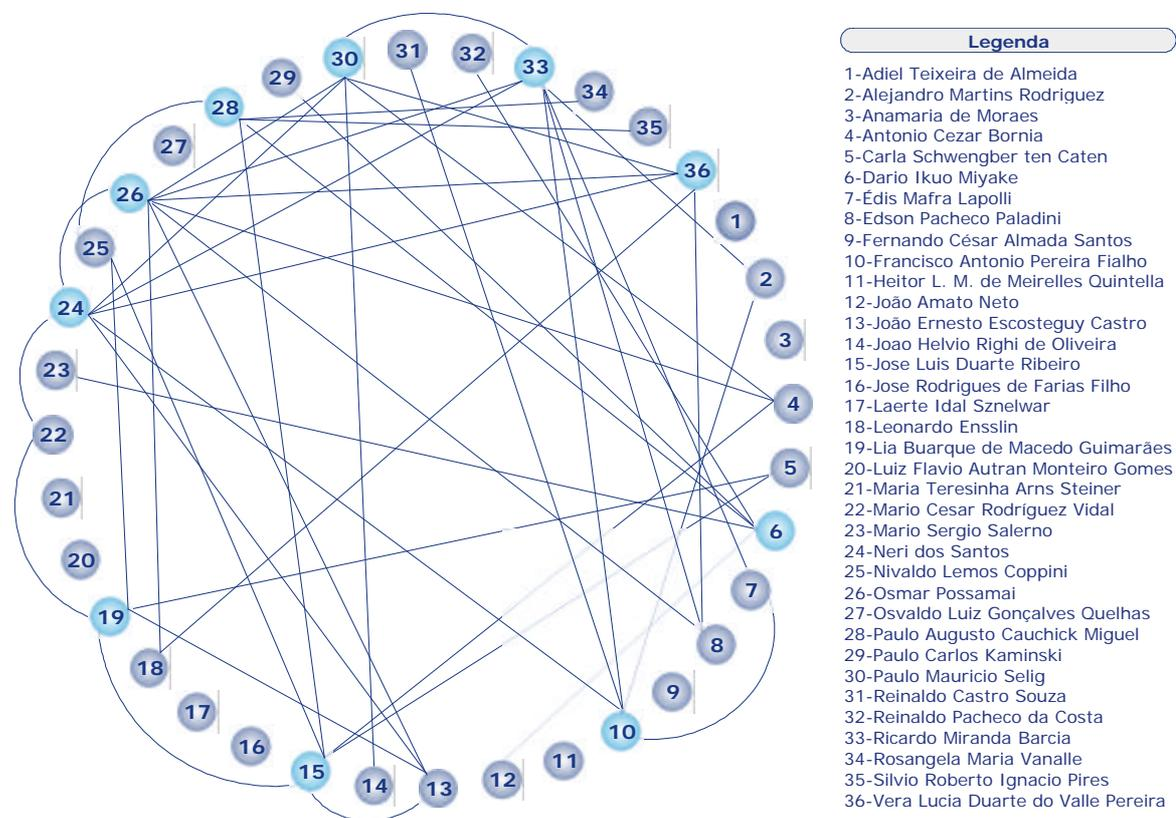 30
31
32
33
29
34
28
35
27
36
26
1
25
2
24
3
23
4
22
5
21
6
20
7
19
8
18
9
17
10
16
11
15
12
14
13
Legenda
1-Adiel Teixeira de Almeida
2-Alejandro Martins Rodriguez
3-Anamaria de Moraes
4-Antonio Cezar Bornia
5-Carla Schwengber ten Caten
6-Dario Ikuo Miyake
7-Édis Mafra Lapolli
8-Edson Pacheco Paladini
9-Fernando César Almada Santos
10-Francisco Antonio Pereira Fialho
11-Heitor L. M. de Meirelles Quintella
12-João Amato Neto
13-João Ernesto Escosteguy Castro
14-Joao Helvio Righi de Oliveira
15-Jose Luis Duarte Ribeiro
16-Jose Rodrigues de Farias Filho
17-Laerte Idal Sznelwar
18-Leonardo Ensslin
19-Lia Buarque de Macedo Guimarães
20-Luiz Flavio Autran Monteiro Gomes
21-Maria Teresinha Arns Steiner
22-Mario Cesar Rodríguez Vidal
23-Mario Sergio Salerno
24-Neri dos Santos
25-Nivaldo Lemos Coppini
26-Osmar Possamai
27-Osvaldo Luiz Gonçalves Quelhas
28-Paulo Augusto Cauchick Miguel
29-Paulo Carlos Kaminski
30-Paulo Mauricio Selig
31-Reinaldo Castro Souza
32-Reinaldo Pacheco da Costa
33-Ricardo Miranda Barcia
34-Rosangela Maria Vanalle
35-Silvio Roberto Ignacio Pires
36-Vera Lucia Duarte do Valle Pereira